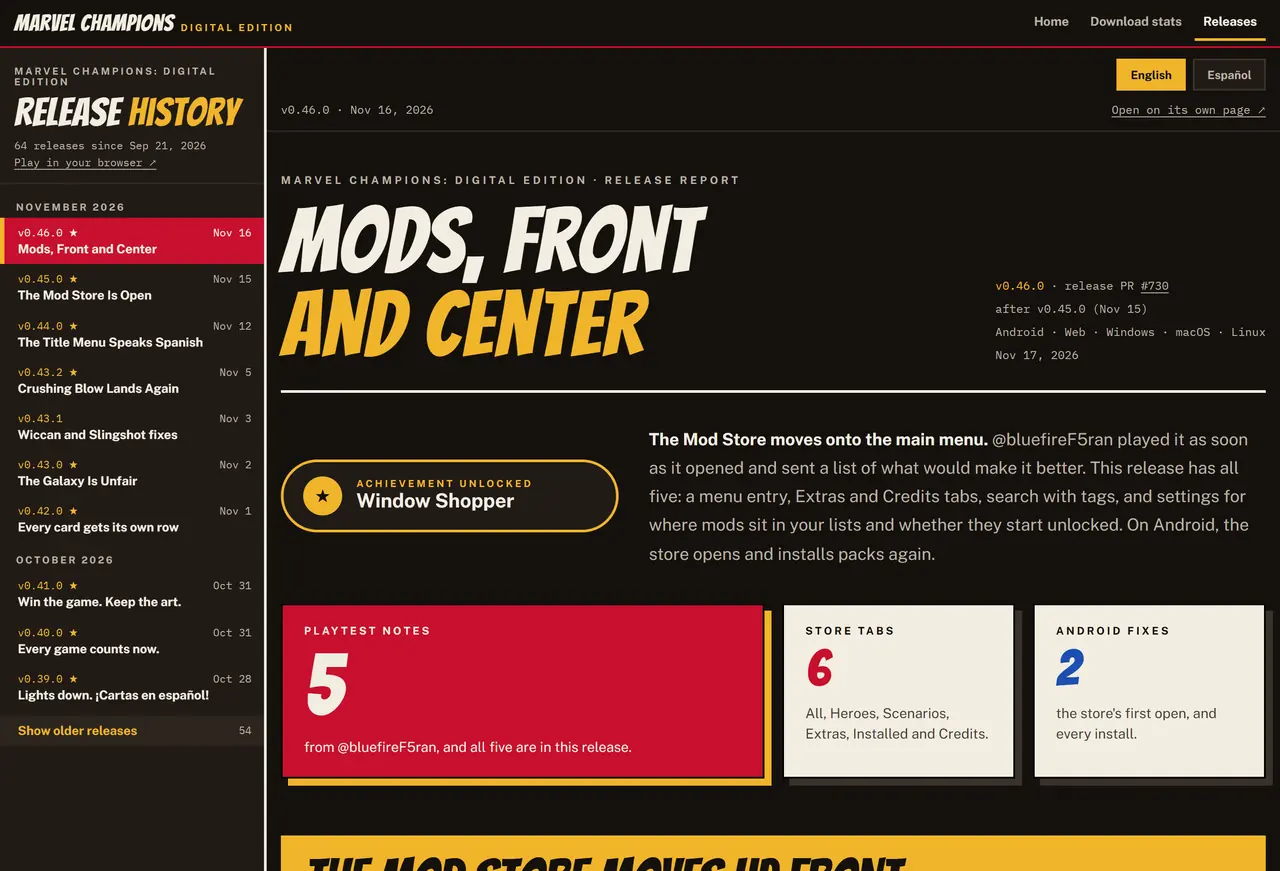 MARVEL CHAMPIONS DIGITAL EDITION
Home Download stats Releases
MARVEL CHAMPIONS: DIGITAL
EDITION
RELEASE HISTORY
64 releases since Sep 21, 2026
Play in your browser ↗
NOVEMBER 2026
v0.46.0 ★ Nov 16
Mods, Front and Center
v0.45.0 ★ Nov 15
The Mod Store Is Open
v0.44.0 ★ Nov 12
The Title Menu Speaks Spanish
v0.43.2 ★ Nov 5
Crushing Blow Lands Again
v0.43.1 Nov 3
Wiccan and Slingshot fixes
v0.43.0 ★ Nov 2
The Galaxy Is Unfair
v0.42.0 ★ Nov 1
Every card gets its own row
OCTOBER 2026
v0.41.0 ★ Oct 31
Win the game. Keep the art.
v0.40.0 ★ Oct 31
Every game counts now.
v0.39.0 ★ Oct 28
Lights down. ¡Cartas en español!
Show older releases 54
English Español
v0.46.0 · Nov 16, 2026
Open on its own page ↗
MARVEL CHAMPIONS: DIGITAL EDITION · RELEASE REPORT
MODS, FRONT
AND CENTER
v0.46.0 · release PR #730
after v0.45.0 (Nov 15)
Android · Web · Windows · macOS · Linux
Nov 17, 2026
★ ACHIEVEMENT UNLOCKED
Window Shopper
The Mod Store moves onto the main menu. @bluefireF5ran played it as soon
as it opened and sent a list of what would make it better. This release has all
five: a menu entry, Extras and Credits tabs, search with tags, and settings for
where mods sit in your lists and whether they start unlocked. On Android, the
store opens and installs packs again.
PLAYTEST NOTES
5
from @bluefireF5ran, and all five are in this release.
STORE TABS
6
All, Heroes, Scenarios,
Extras, Installed and Credits.
ANDROID FIXES
2
the store's first open, and
every install.
THE MOD STORE MOVES UP FRONT